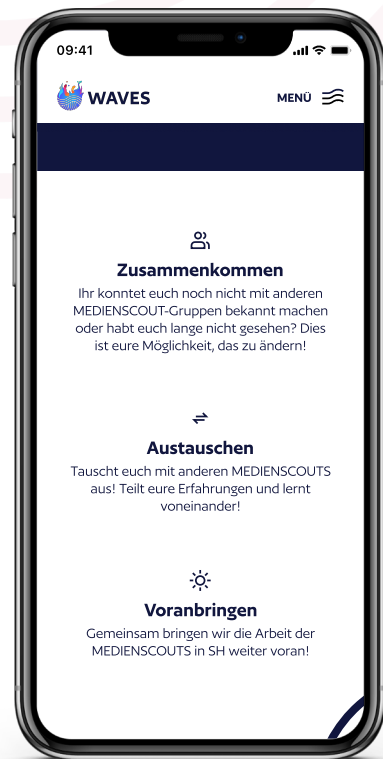 09:41
WAVES
MENÜ
Zusammenkommen
Ihr konntet euch noch nicht mit anderen
MEDIENSCOUT-Gruppen bekannt machen
oder habt euch lange nicht gesehen? Dies
ist eure Möglichkeit, das zu ändern!
Austauschen
Tauscht euch mit anderen MEDIENSCOUTS
aus! Teilt eure Erfahrungen und lernt
voneinander!
Voranbringen
Gemeinsam bringen wir die Arbeit der
MEDIENSCOUTS in SH weiter voran!